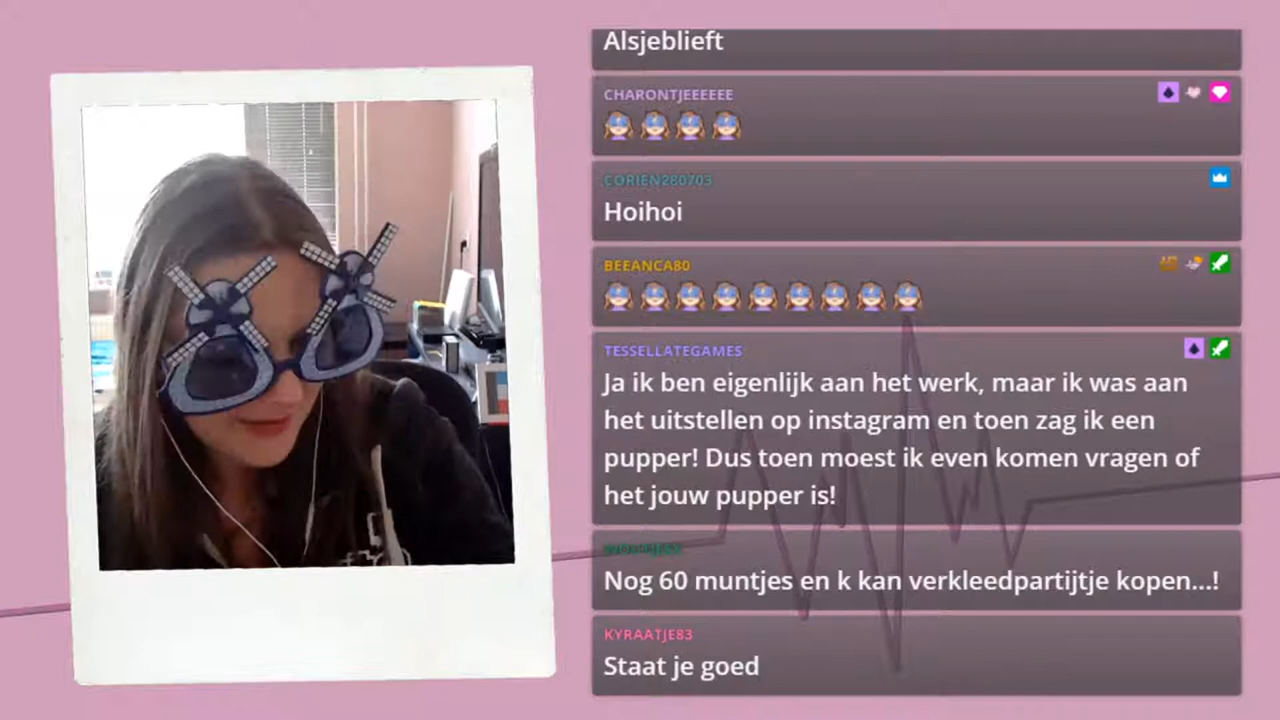 Alsjeblieft
CHARONTJEEEEEE
CORIEN280703
Hoihoi
BEEANCA80
TESSELLATEGAMES
Ja ik ben eigenlijk aan het werk, maar ik was aan
het uitstellen op instagram en toen zag ik een
pupper! Dus toen moest ik even komen vragen of
het jouw pupper is!
Nog 60 muntjes en k kan verkleedpartijtje kopen...!
KYRAATJE83
Staat je goed